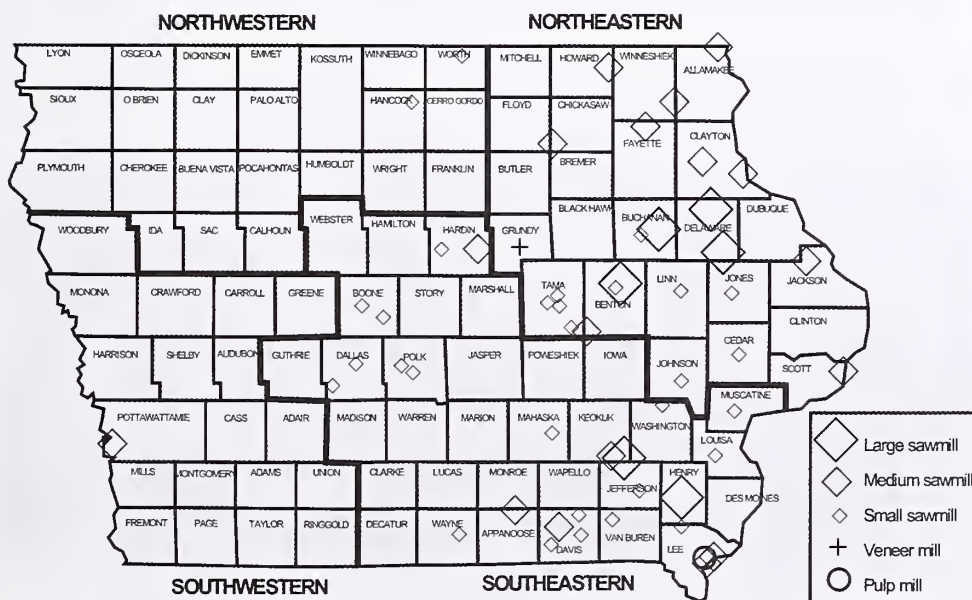 NORTHWESTERN
NORTHEASTERN
LYON
OSCEOLA
DICKINSON
EMMET
KOSSUTH
WINNEBAGO
WORTH
MITCHELL
HOWARD
WINNESHIEK
ALLAMAKEE
SIOUX
O BRIEN
CLAY
PALO ALTO
HANCOCK
CERRO GORDO
FLOYD
CHICKASAW
FAYETTE
CLAYTON
PLYMOUTH
CHEROKEE
BUENA VISTA
POCAHONTAS
HUMBOLDT
WRIGHT
FRANKLIN
BUTLER
BREMER
WOODBURY
IDA
SAC
CALHOUN
WEBSTER
HAMILTON
HARDIN
GRUNDY
BLACK HAWK
BUCHANAN
DELAWARE
DUBUQUE
MONONA
CRAWFORD
CARROLL
GREENE
BOONE
STORY
MARSHALL
TAMA
BENTON
LINN
JONES
JACKSON
CLINTON
HARRISON
SHELBY
AUDUBON
GUTHRIE
DALLAS
POLK
JASPER
POWESHIEK
IOWA
JOHNSON
CEDAR
SCOTT
MUSCATINE
POTTAWATTAMIE
CASS
ADAIR
MADISON
WARREN
MARION
MAHASKA
KEOKUK
WASHINGTON
LOUISA
MILLS
MONTGOMERY
ADAMS
UNION
CLARKE
LUCAS
MONROE
WAPELLO
JEFFERSON
HENRY
DES MOINES
FREMONT
PAGE
TAYLOR
RINGGOLD
DECATUR
WAYNE
APPANOOSE
DAVIS
VAN BUREN
LEE
SOUTHWESTERN
SOUTHEASTERN
Large sawmill
Medium sawmill
Small sawmill
Veneer mill
Pulp mill